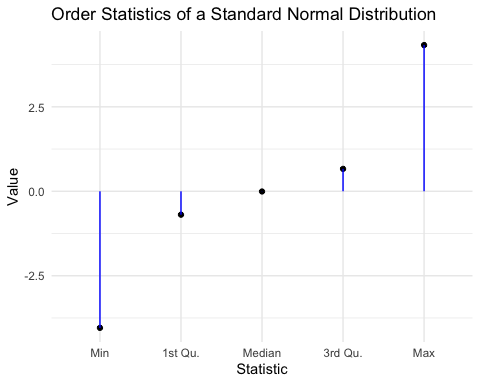 Order Statistics of a Standard Normal Distribution
Value
2.5
0.0
-2.5
Min 1st Qu. Median 3rd Qu. Max
Statistic